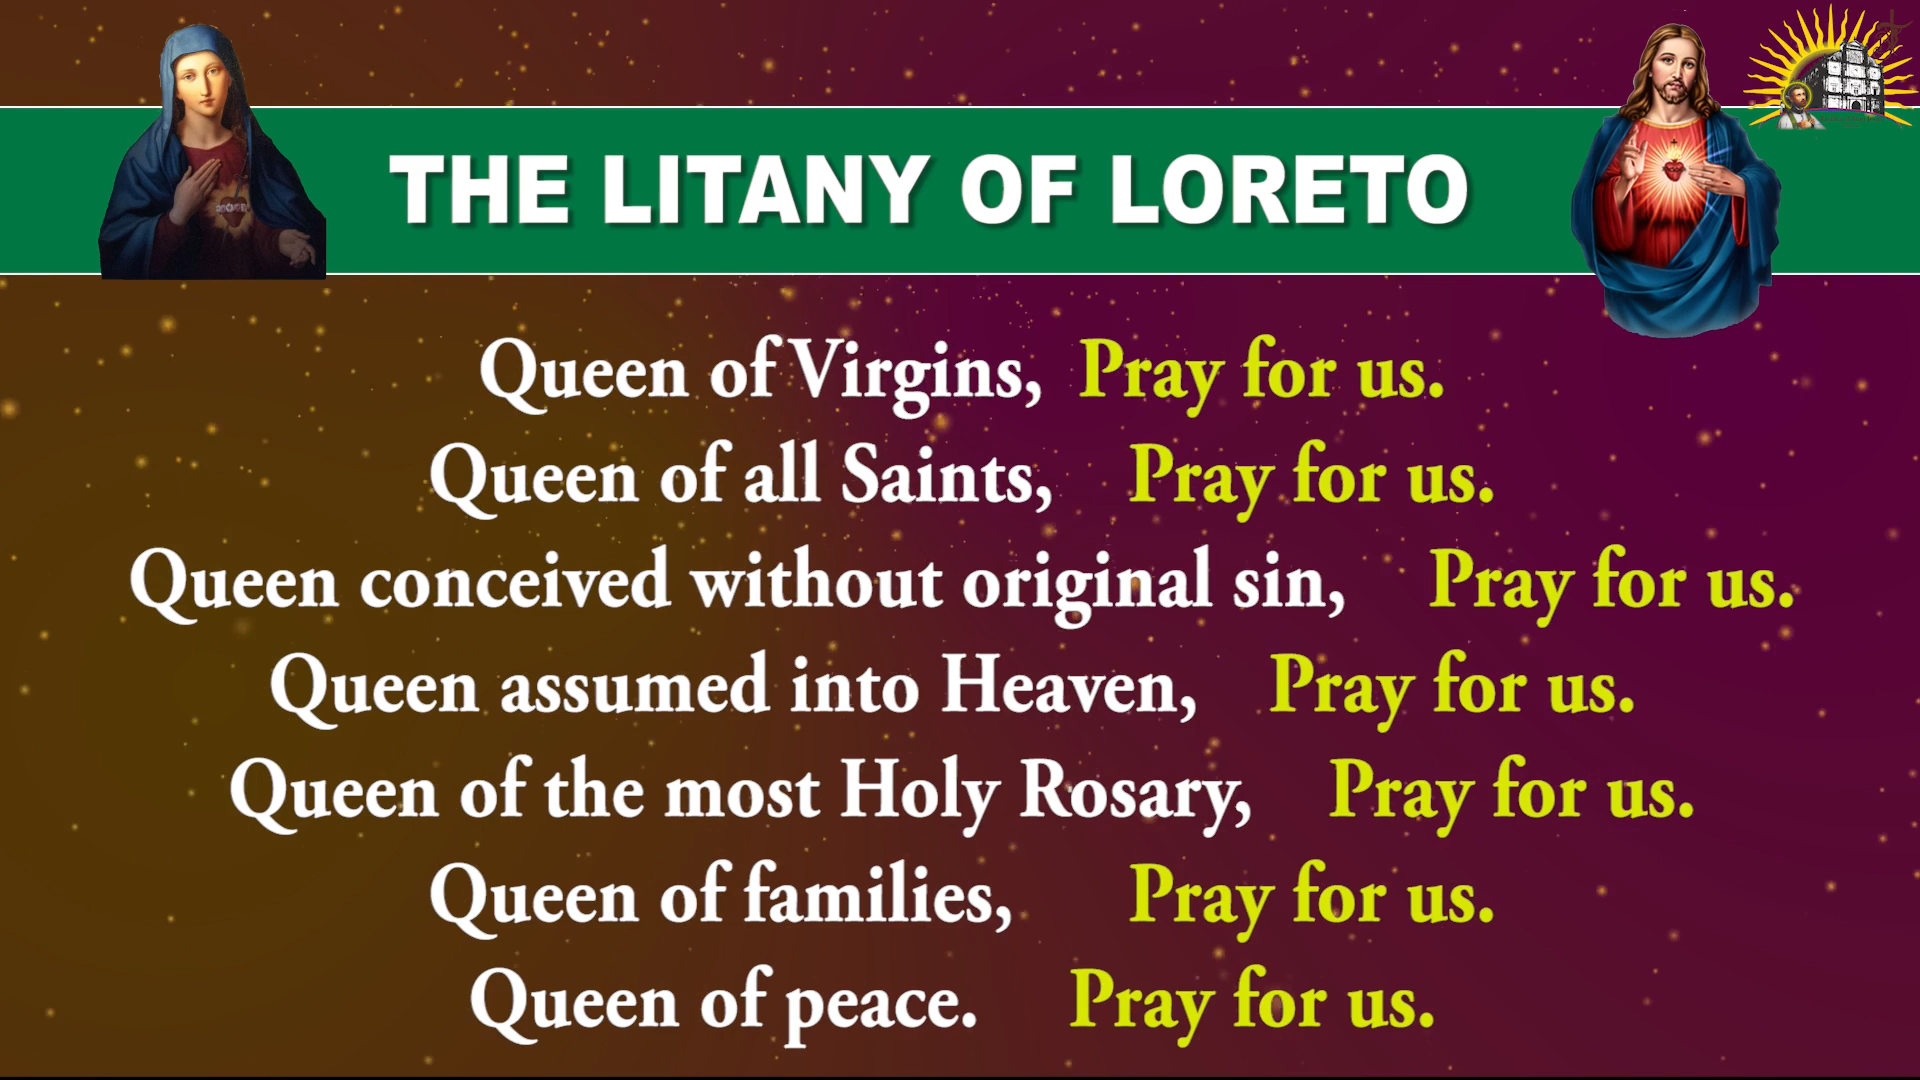 THE LITANY OF LORETO
Queen of Virgins, Pray for us.
Queen of all Saints, Pray for us.
Queen conceived without original sin, Pray for us.
Queen assumed into Heaven, Pray for us.
Queen of the most Holy Rosary, Pray for us.
Queen of families, Pray for us.
Queen of peace. Pray for us.